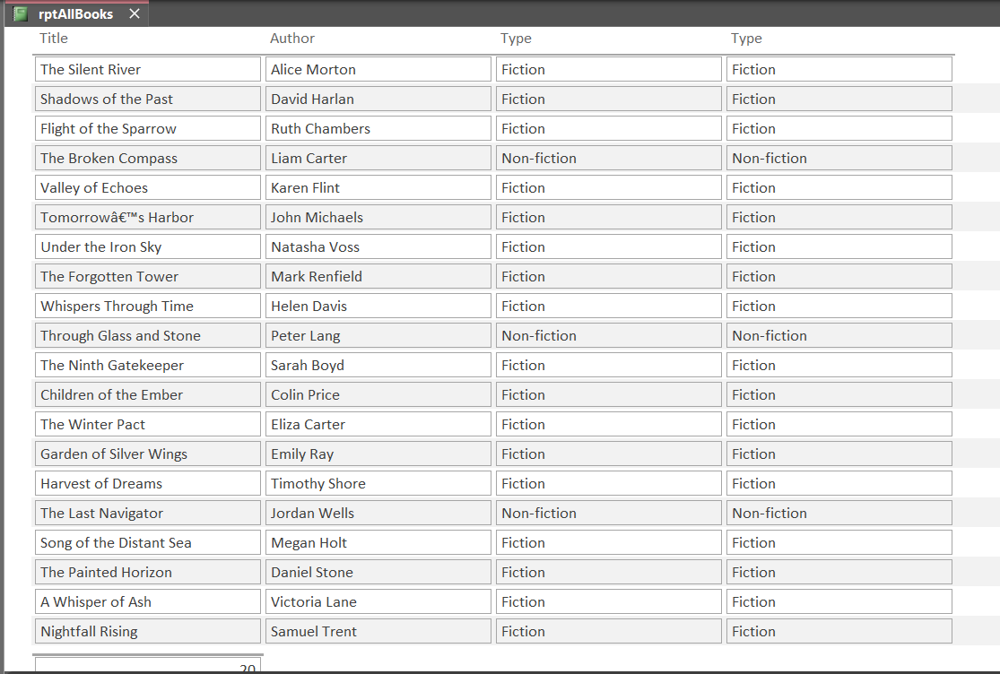 rptAllBooks
Title Author Type Type
The Silent River Alice Morton Fiction Fiction
Shadows of the Past David Harlan Fiction Fiction
Flight of the Sparrow Ruth Chambers Fiction Fiction
The Broken Compass Liam Carter Non-fiction Non-fiction
Valley of Echoes Karen Flint Fiction Fiction
Tomorrowâ€™s Harbor John Michaels Fiction Fiction
Under the Iron Sky Natasha Voss Fiction Fiction
The Forgotten Tower Mark Renfield Fiction Fiction
Whispers Through Time Helen Davis Fiction Fiction
Through Glass and Stone Peter Lang Non-fiction Non-fiction
The Ninth Gatekeeper Sarah Boyd Fiction Fiction
Children of the Ember Colin Price Fiction Fiction
The Winter Pact Eliza Carter Fiction Fiction
Garden of Silver Wings Emily Ray Fiction Fiction
Harvest of Dreams Timothy Shore Fiction Fiction
The Last Navigator Jordan Wells Non-fiction Non-fiction
Song of the Distant Sea Megan Holt Fiction Fiction
The Painted Horizon Daniel Stone Fiction Fiction
A Whisper of Ash Victoria Lane Fiction Fiction
Nightfall Rising Samuel Trent Fiction Fiction
20